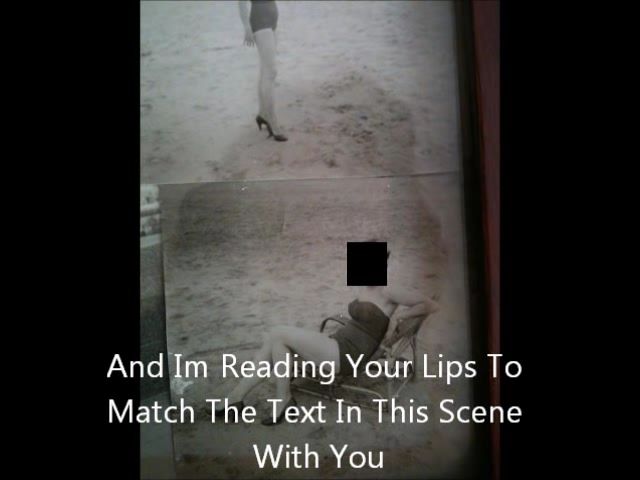 And Im Reading Your Lips To
Match The Text In This Scene
With You